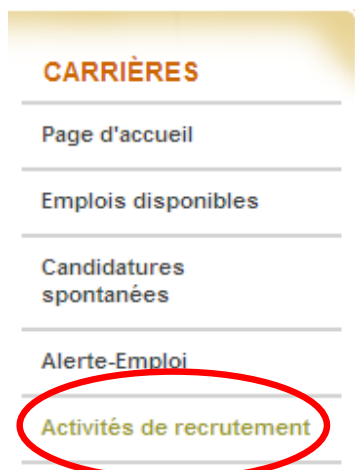 CARRIÈRES
Page d'accueil
Emplois disponibles
Candidatures
spontanées
Alerte-Emploi
Activités de recrutement